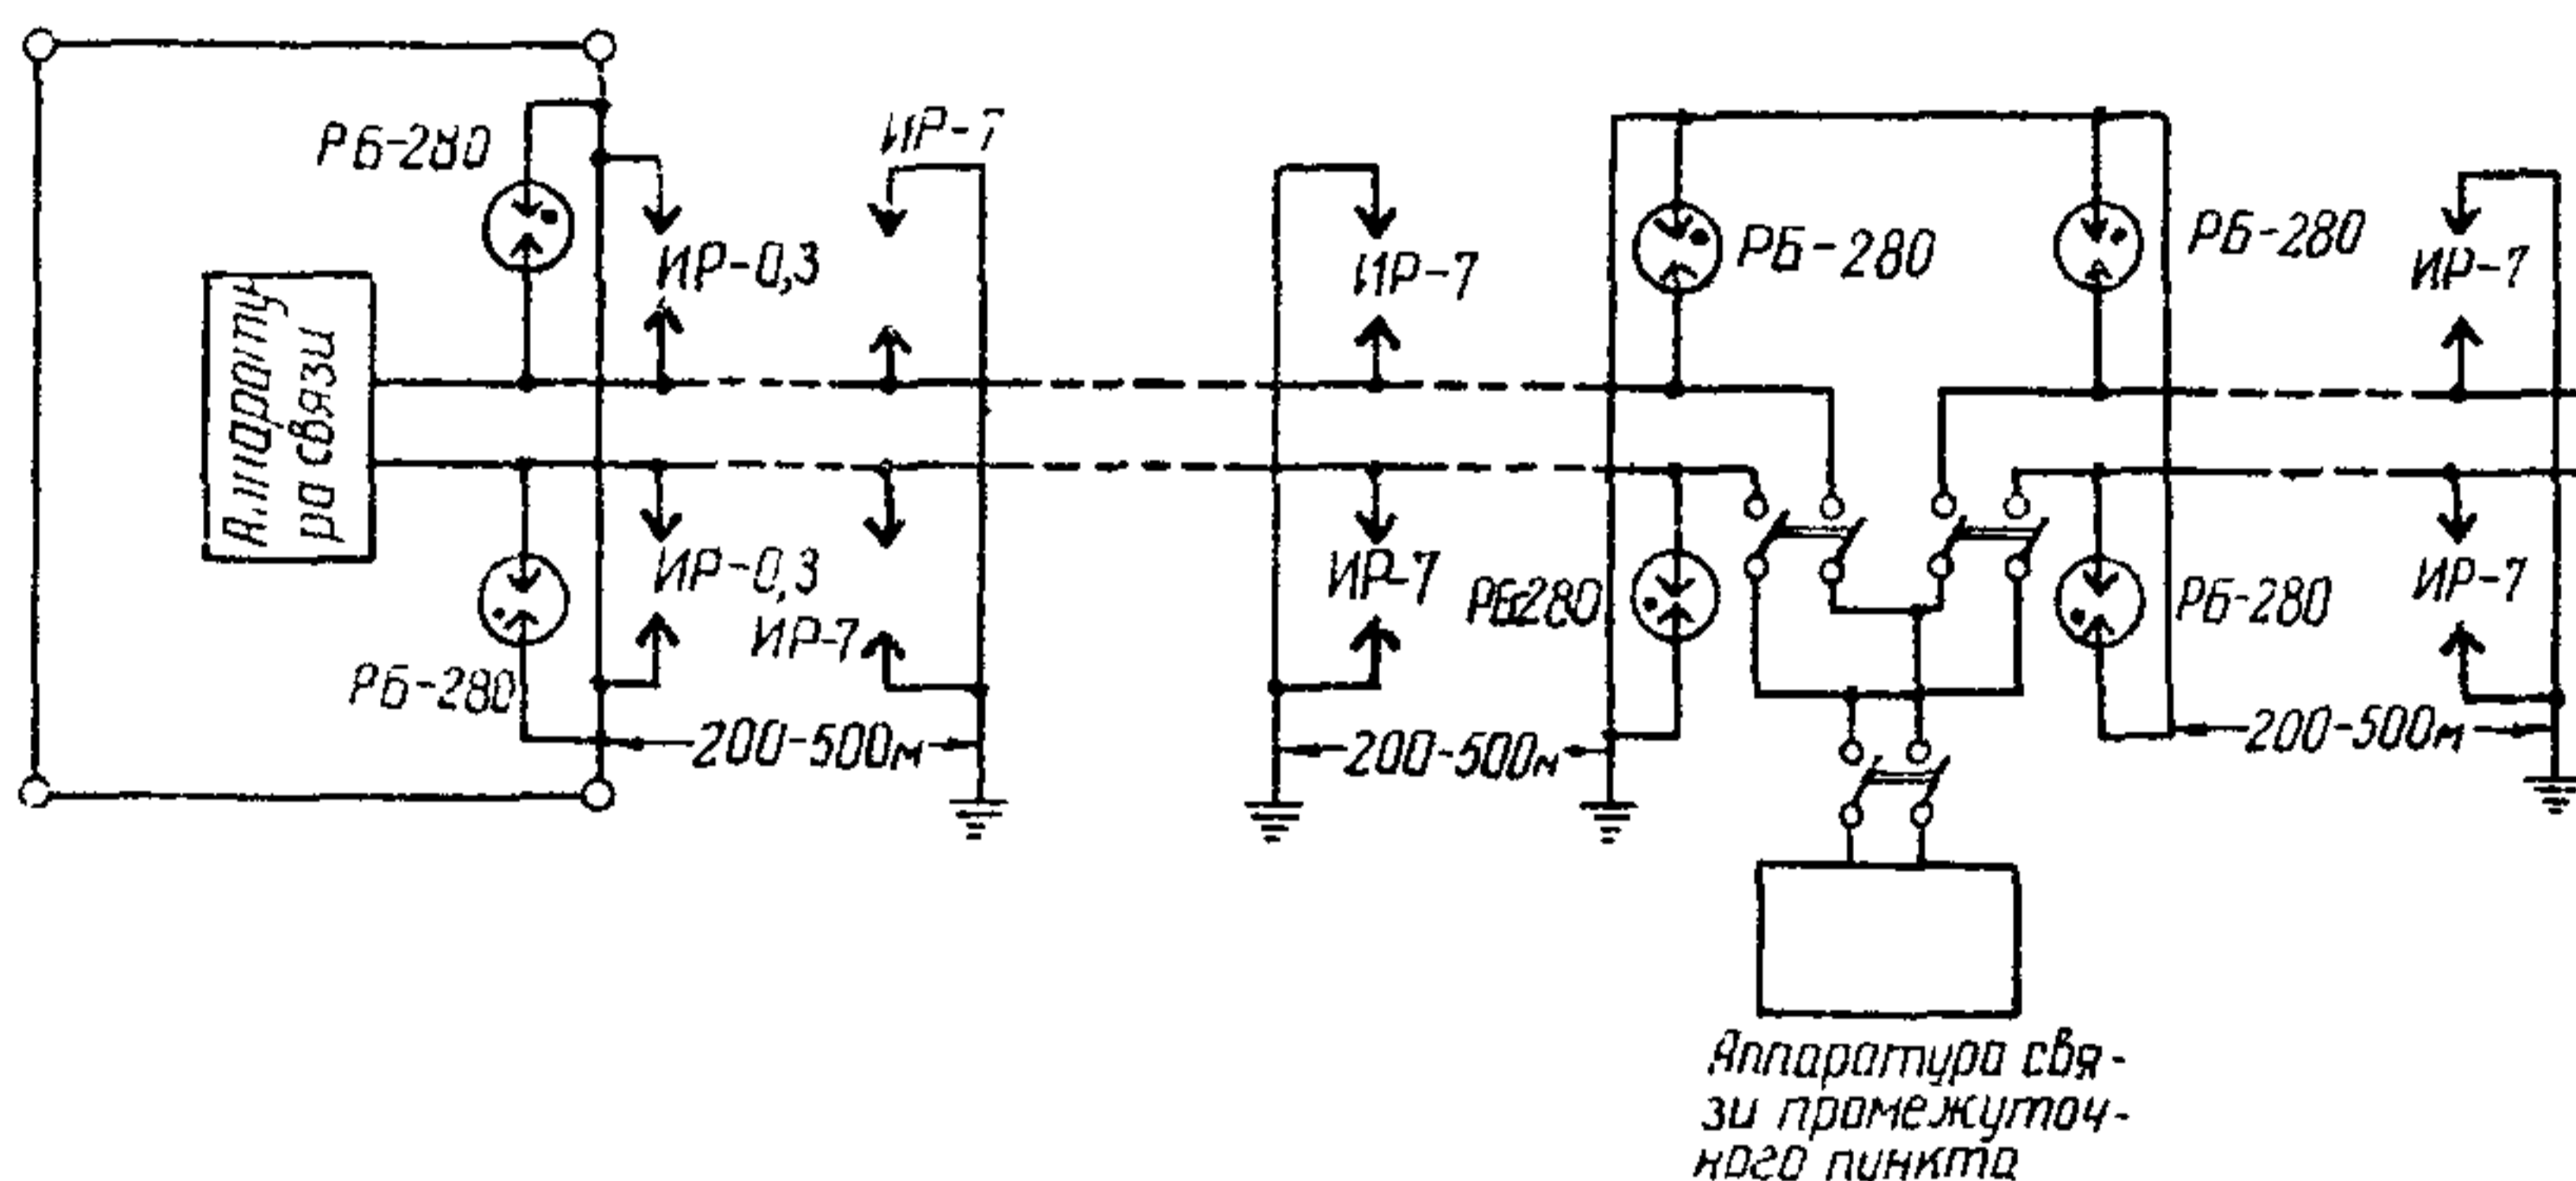 РБ-280
ИР-7
ИР-0,3
ИР-7
РБ-280
РБ-280
ИР-7
Аппарату
ра связи
ИР-0,3
ИР-7
РБ-280
ИР-7
РБ-280
РБ-280
ИР-7
200-500м
200-500м
200-500м
Аппаратура свя-
зи промежуточ-
ного пункта